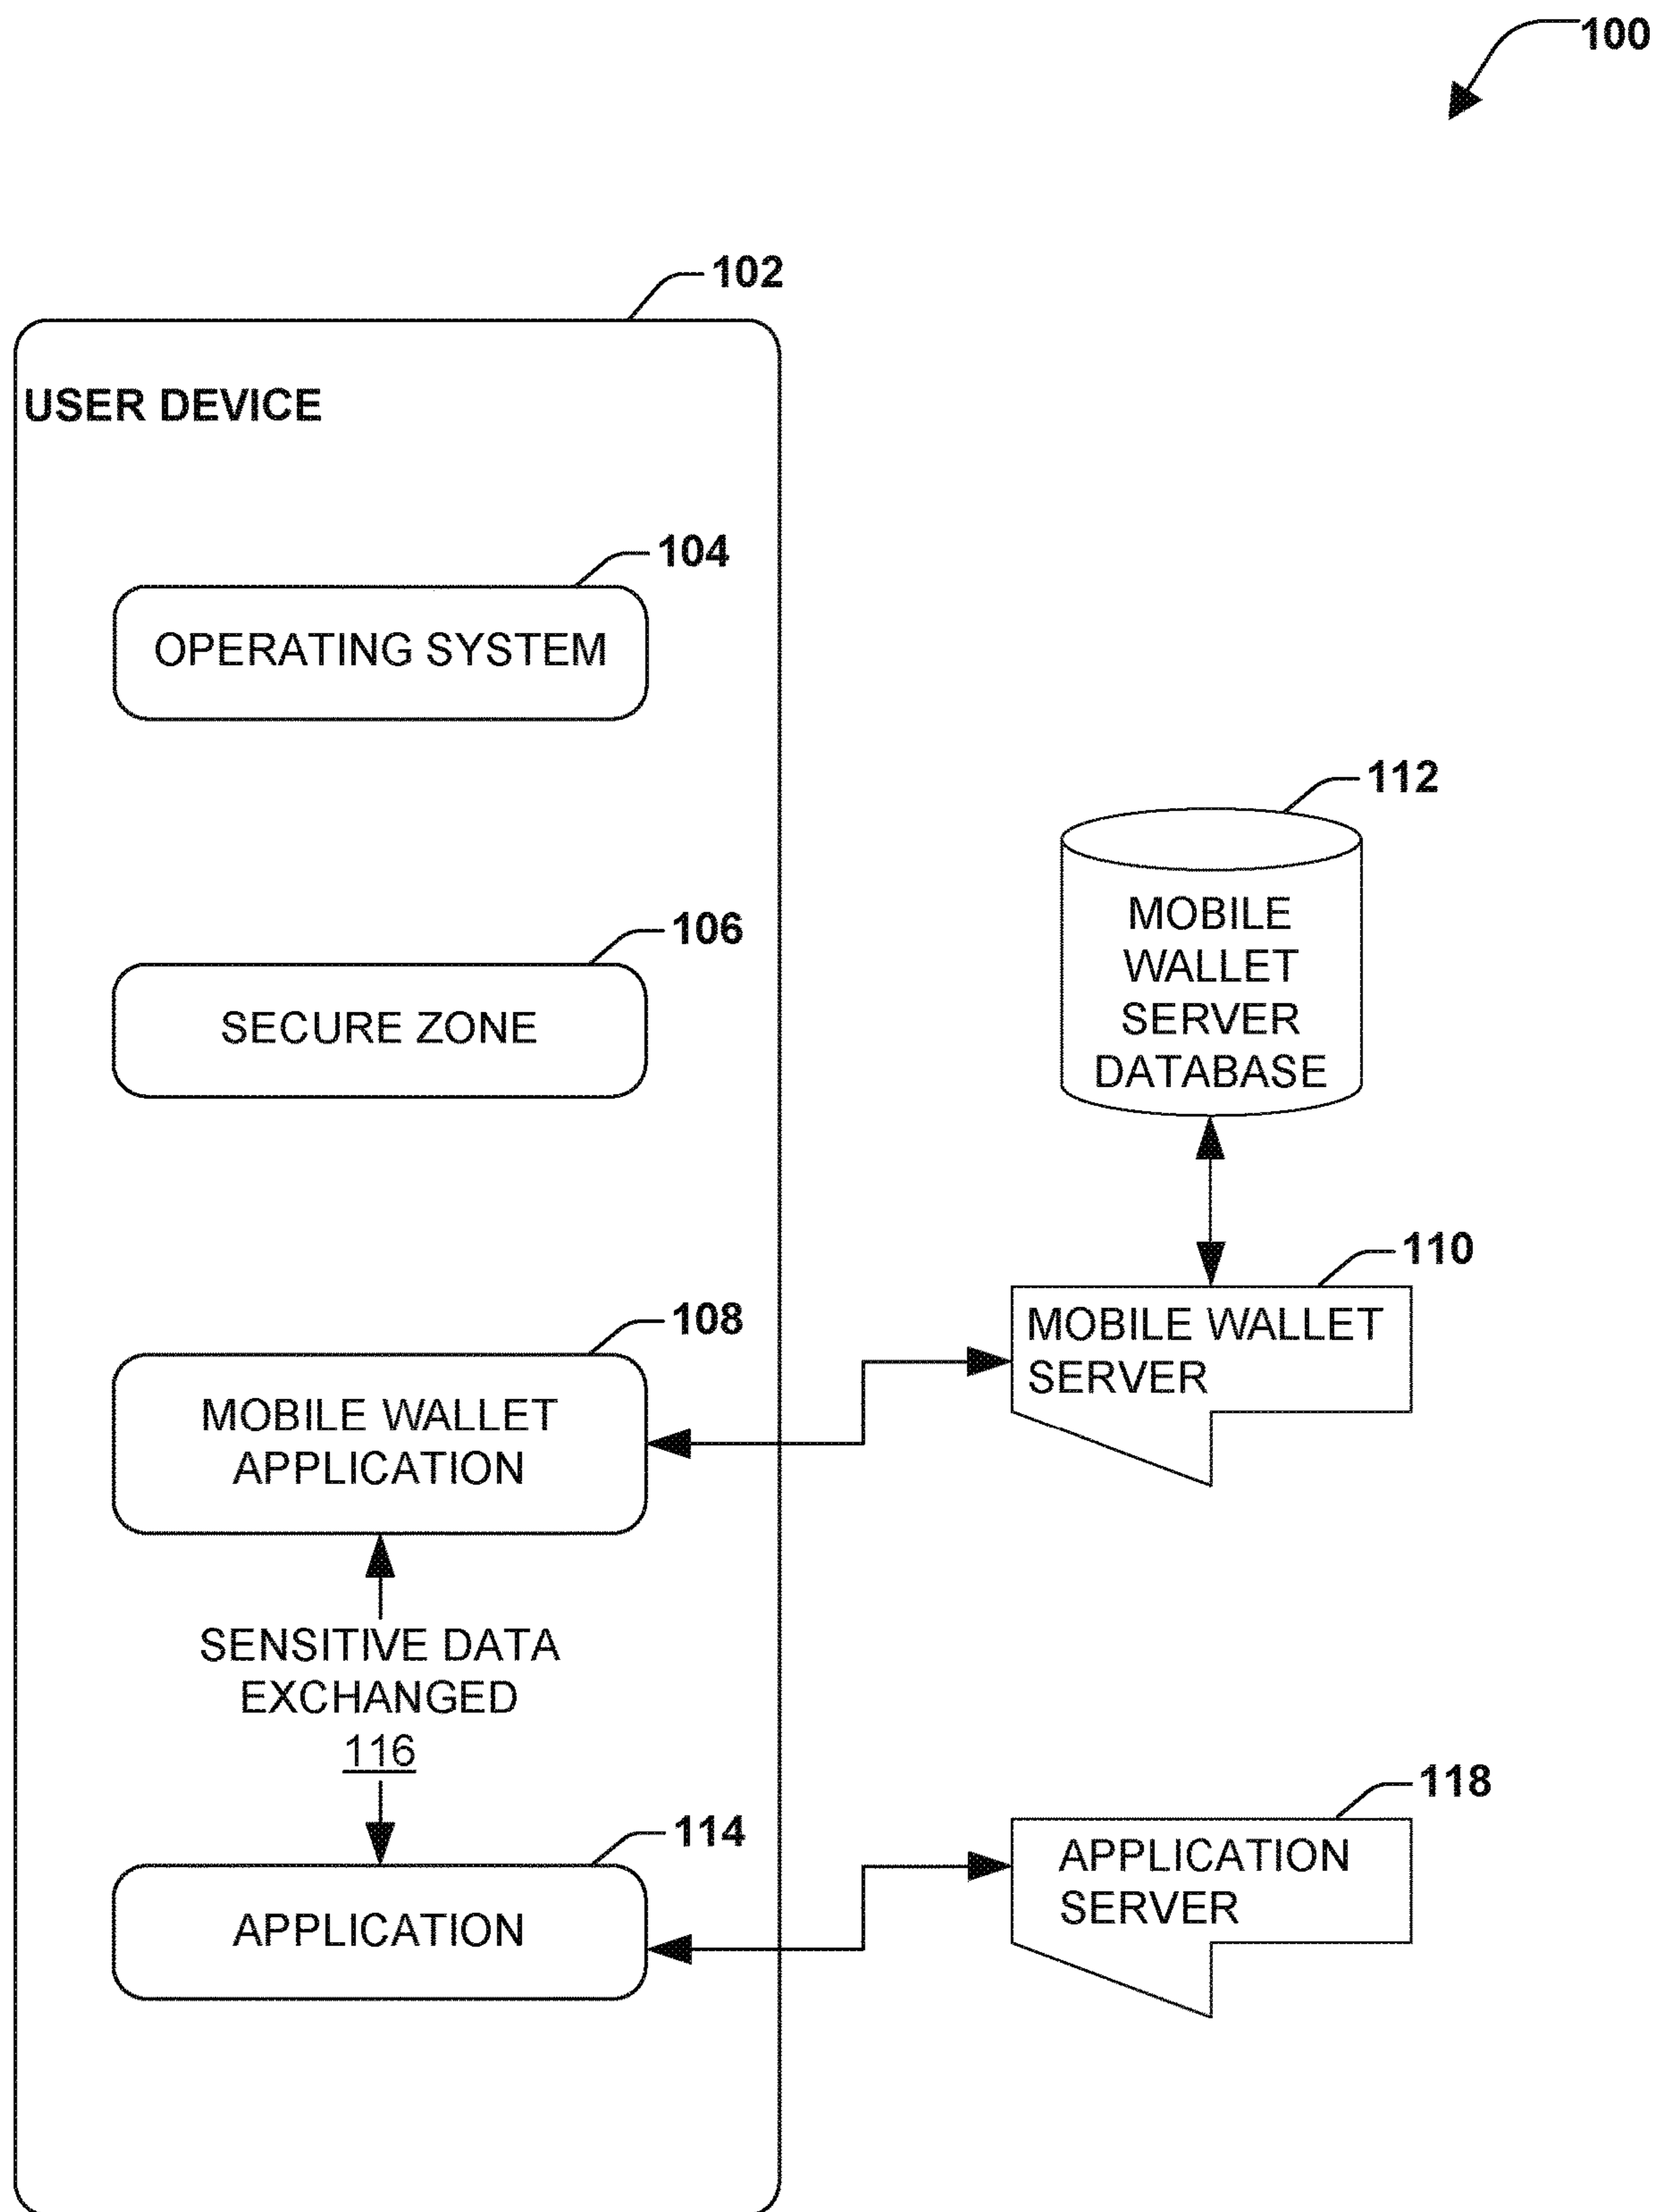 100
102
USER DEVICE
104
OPERATING SYSTEM
106
SECURE ZONE
112
MOBILE
WALLET
SERVER
DATABASE
110
MOBILE WALLET
SERVER
108
MOBILE WALLET
APPLICATION
SENSITIVE DATA
EXCHANGED
116
114
APPLICATION
118
APPLICATION
SERVER